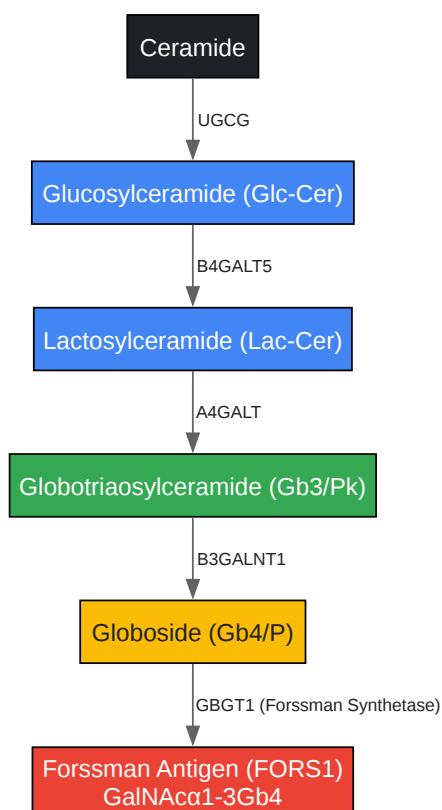 Ceramide
UGCG
Glucosylceramide (Glc-Cer)
B4GALT5
Lactosylceramide (Lac-Cer)
A4GALT
Globotriaosylceramide (Gb3/Pk)
B3GALNT1
Globoside (Gb4/P)
GBGT1 (Forssman Synthetase)
Forssman Antigen (FORS1)
GalNAcα1-3Gb4